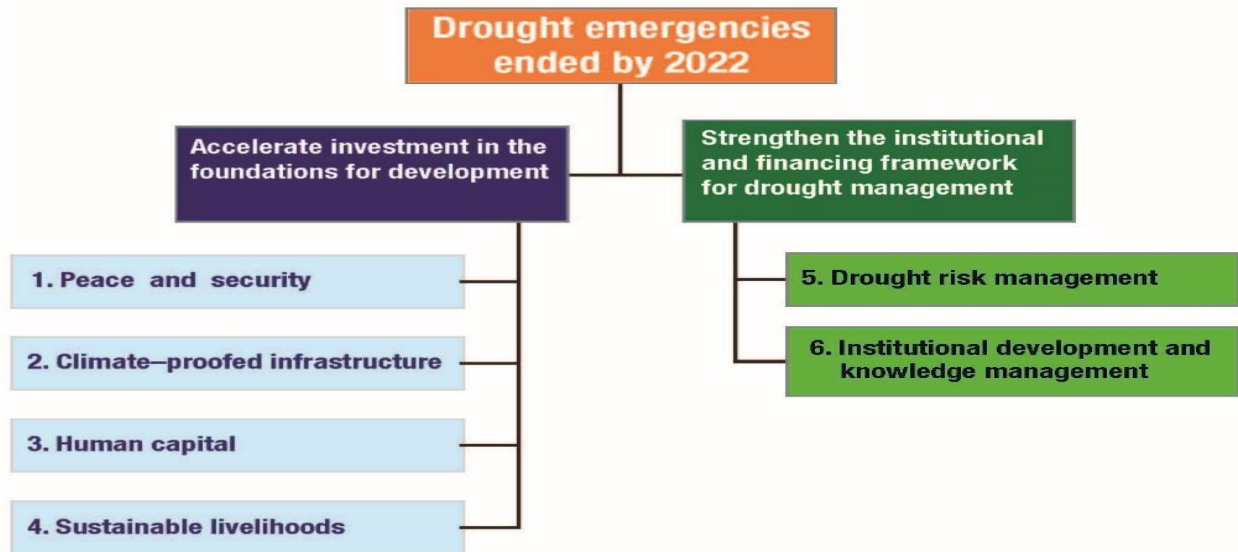 Drought emergencies
ended by 2022
Accelerate investment in the
foundations for development
Strengthen the institutional
and financing framework
for drought management
1. Peace and security
2. Climate–proofed infrastructure
3. Human capital
4. Sustainable livelihoods
5. Drought risk management
6. Institutional development and
knowledge management